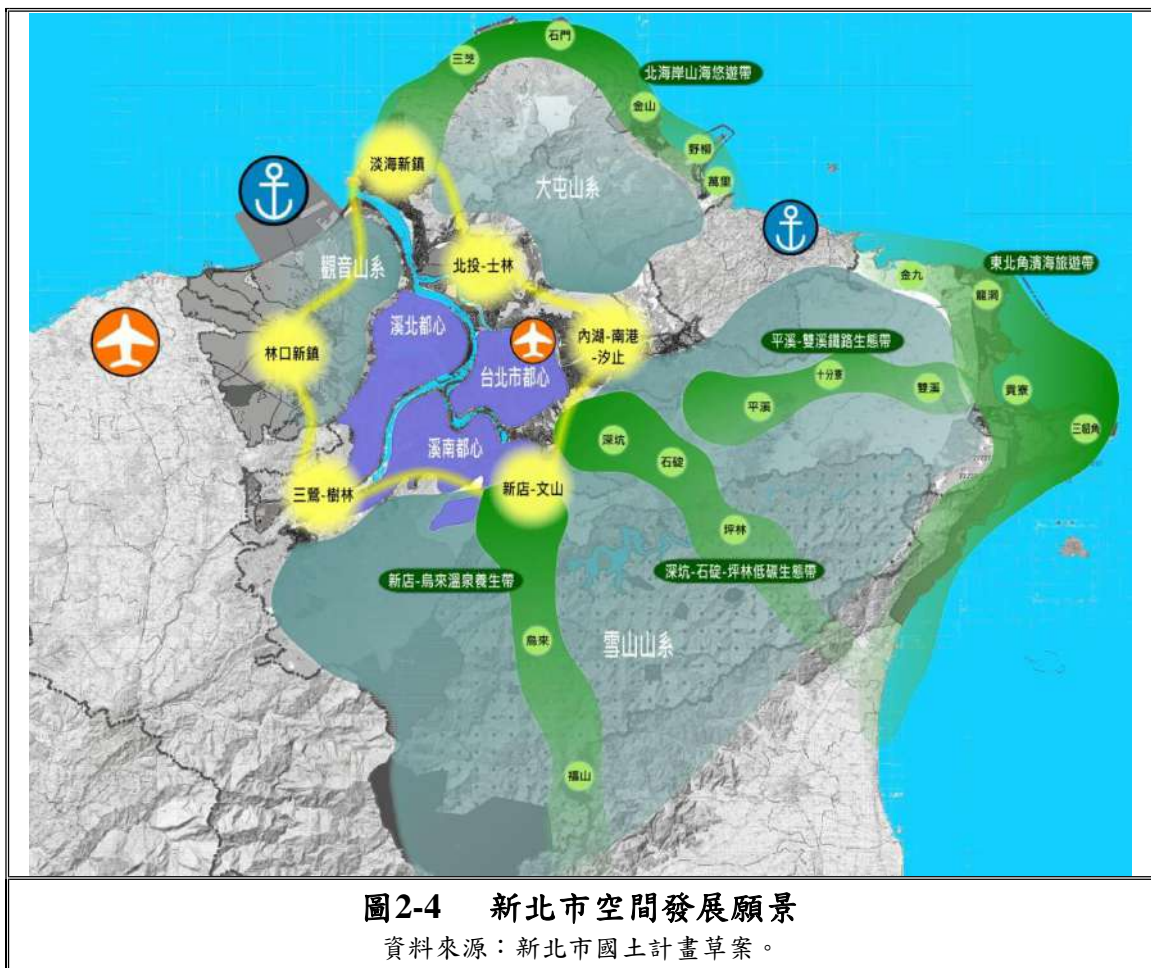 石門
三芝
北海岸山海悠遊帶
金山
野柳
萬里
淡海新鎮
大屯山系
觀音山系
北投-士林
金九
東北角濱海旅遊帶
龍洞
溪北都心
林口新鎮
內湖-南港
-汐止
台北市都心
平溪-雙溪鐵路生態帶
十分寮
雙溪
平溪
貢寮
三貂角
深坑
石碇
溪南都心
三鶯-樹林
新店-文山
坪林
新店-烏來溫泉養生帶
深坑-石碇-坪林低碳生態帶
烏來
雪山山系
福山
圖2-4 新北市空間發展願景
資料來源：新北市國土計畫草案。